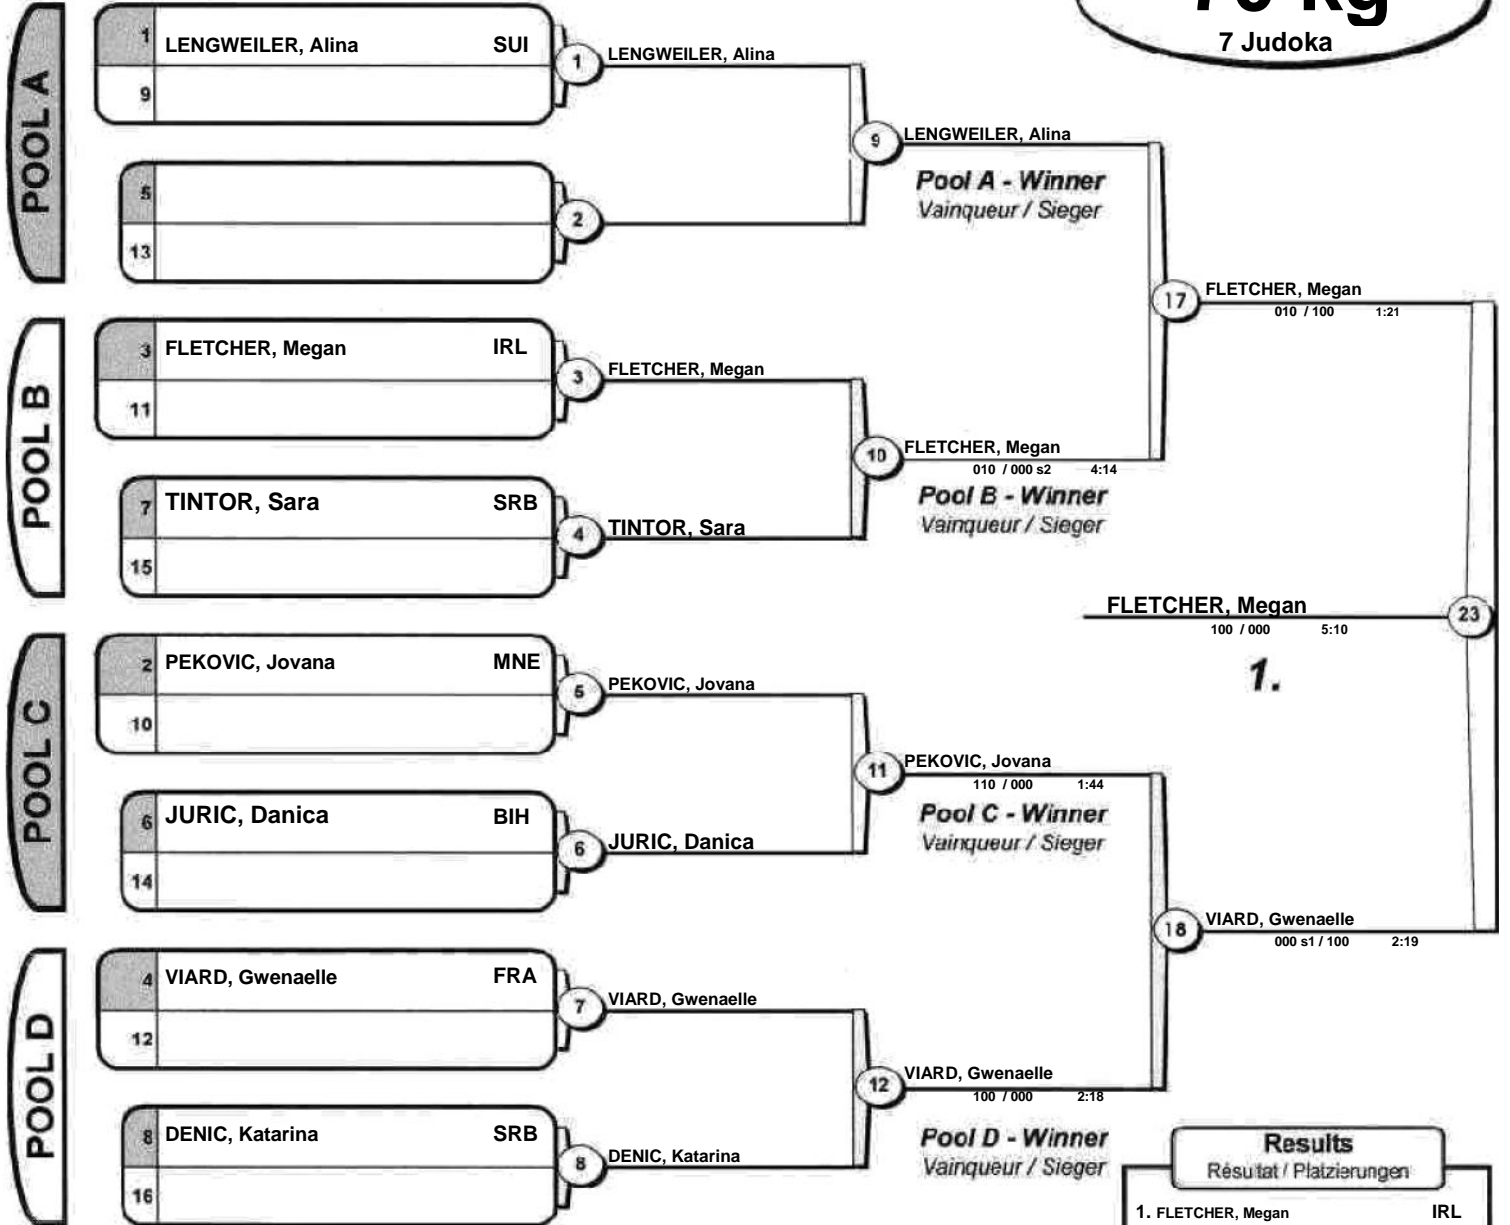 70 kg
7 Judoka
POOL A
1 LENGWEILER, Alina SUI
9
1 LENGWEILER, Alina
5
13
2
9 LENGWEILER, Alina
Pool A - Winner
Vainqueur / Sieger
POOL B
3 FLETCHER, Megan IRL
11
3 FLETCHER, Megan
7 TINTOR, Sara SRB
15
4 TINTOR, Sara
10 FLETCHER, Megan
010 / 000 s2 4:14
Pool B - Winner
Vainqueur / Sieger
17 FLETCHER, Megan
010 / 100 1:21
FLETCHER, Megan 23
100 / 000 5:10
1.
POOL C
2 PEKOVIC, Jovana MNE
10
5 PEKOVIC, Jovana
6 JURIC, Danica BIH
14
6 JURIC, Danica
11 PEKOVIC, Jovana
110 / 000 1:44
Pool C - Winner
Vainqueur / Sieger
18 VIARD, Gwenaelle
000 s1 / 100 2:19
POOL D
4 VIARD, Gwenaelle FRA
12
7 VIARD, Gwenaelle
8 DENIC, Katarina SRB
16
8 DENIC, Katarina
12 VIARD, Gwenaelle
100 / 000 2:18
Pool D - Winner
Vainqueur / Sieger
Results
Résultat / Platzierungen
1. FLETCHER, Megan IRL